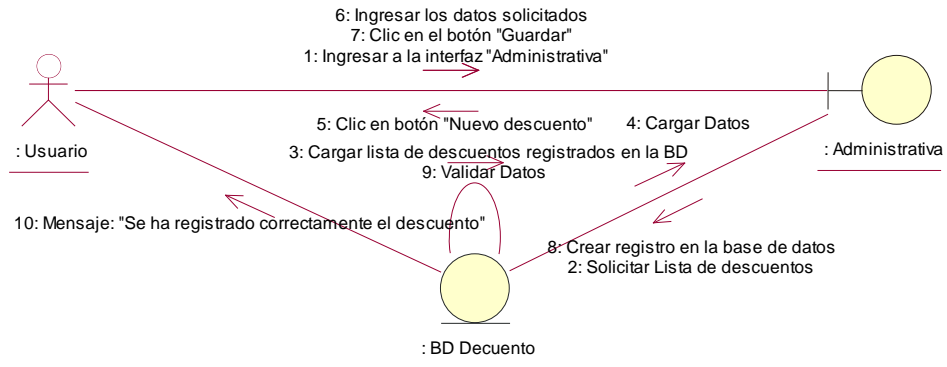 6: Ingresar los datos solicitados
7: Clic en el botón "Guardar"
1: Ingresar a la interfaz "Administrativa"
5: Clic en botón "Nuevo descuento"
4: Cargar Datos
: Usuario
3: Cargar lista de descuentos registrados en la BD
: Administrativa
9: Validar Datos
10: Mensaje: "Se ha registrado correctamente el descuento"
8: Crear registro en la base de datos
2: Solicitar Lista de descuentos
: BD Decuento